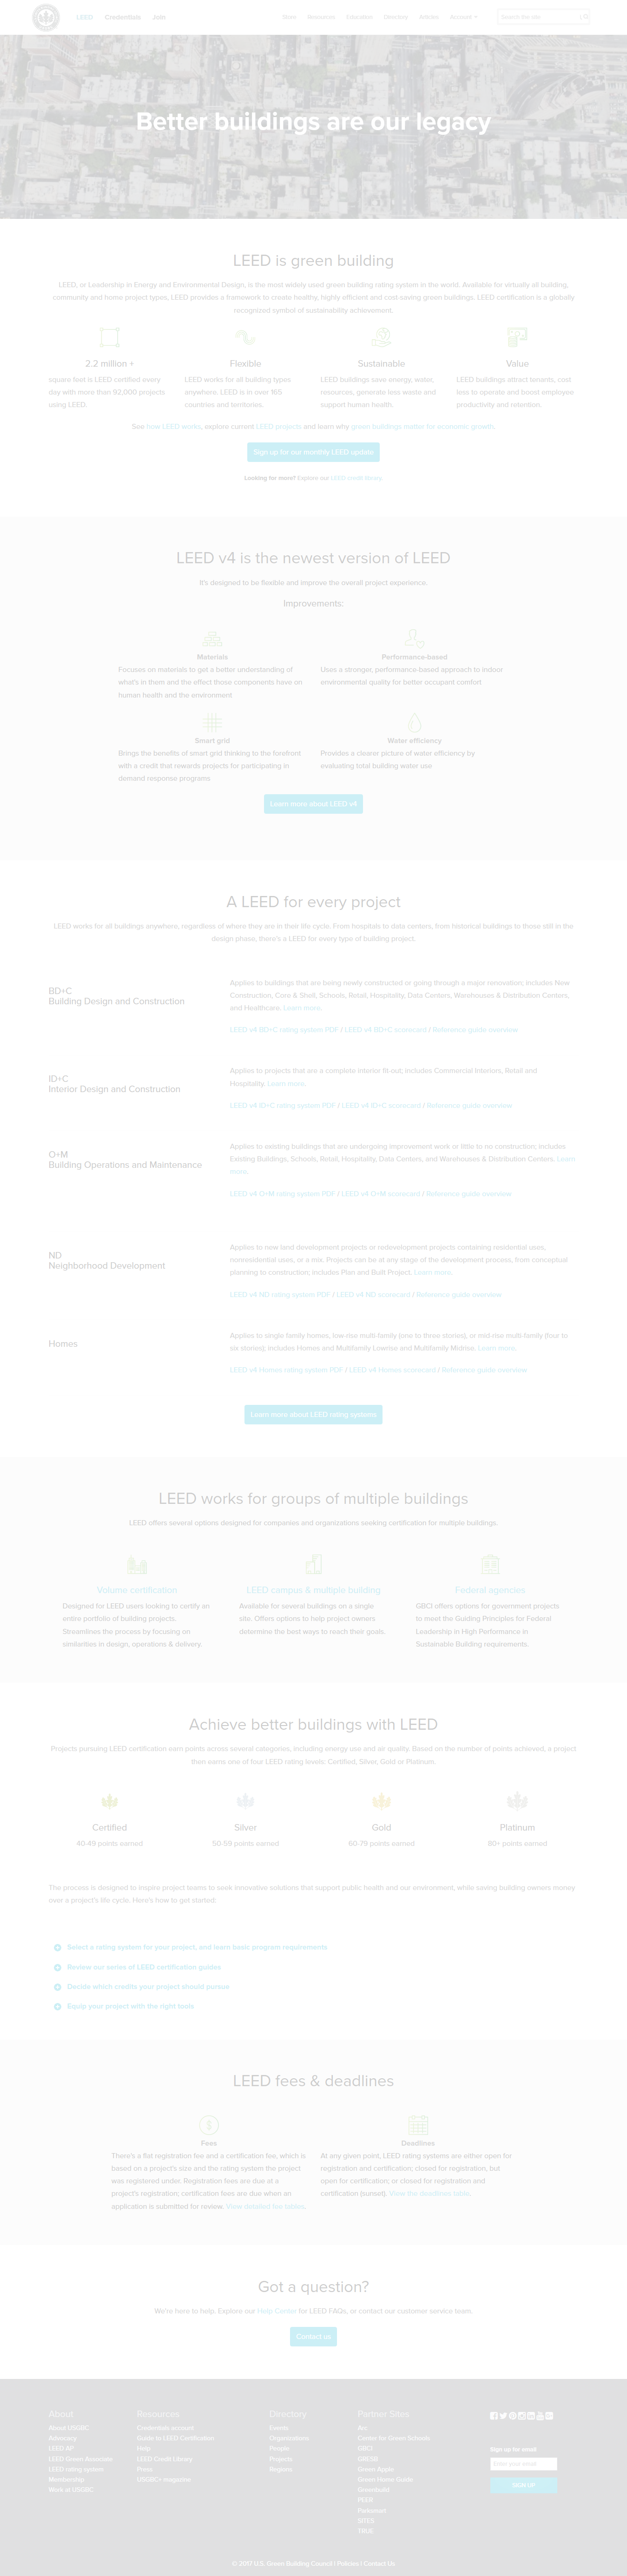 LEED Credentials Join
Store Resources Education Directory Articles Account
Search the site
Better buildings are our legacy
LEED is green building
LEED, or Leadership in Energy and Environmental Design, is the most widely used green building rating system in the world. Available for virtually all building,
community and home project types, LEED provides a framework to create healthy, highly efficient and cost-saving green buildings. LEED certification is a globally
recognized symbol of sustainability achievement.
2.2 million +
square feet is LEED certified every
day with more than 92,000 projects
using LEED.
Flexible
LEED works for all building types
anywhere. LEED is in over 165
countries and territories.
Sustainable
LEED buildings save energy, water,
resources, generate less waste and
support human health.
Value
LEED buildings attract tenants, cost
less to operate and boost employee
productivity and retention.
See how LEED works, explore current LEED projects and learn why green buildings matter for economic growth.
Sign up for our monthly LEED update
Looking for more? Explore our LEED credit library.
LEED v4 is the newest version of LEED
It's designed to be flexible and improve the overall project experience.
Improvements:
Materials
Focuses on materials to get a better understanding of
what's in them and the effect those components have on
human health and the environment
Performance-based
Uses a stronger, performance-based approach to indoor
environmental quality for better occupant comfort
Smart grid
Brings the benefits of smart grid thinking to the forefront
with a credit that rewards projects for participating in
demand response programs
Water efficiency
Provides a clearer picture of water efficiency by
evaluating total building water use
Learn more about LEED v4
A LEED for every project
LEED works for all buildings anywhere, regardless of where they are in their life cycle. From hospitals to data centers, from historical buildings to those still in the
design phase, there's a LEED for every type of building project.
BD+C
Building Design and Construction
Applies to buildings that are being newly constructed or going through a major renovation; includes New
Construction, Core & Shell, Schools, Retail, Hospitality, Data Centers, Warehouses & Distribution Centers,
and Healthcare. Learn more.
LEED v4 BD+C rating system PDF / LEED v4 BD+C scorecard / Reference guide overview
ID+C
Interior Design and Construction
Applies to projects that are a complete interior fit-out; includes Commercial Interiors, Retail and
Hospitality. Learn more.
LEED v4 ID+C rating system PDF / LEED v4 ID+C scorecard / Reference guide overview
O+M
Building Operations and Maintenance
Applies to existing buildings that are undergoing improvement work or little to no construction; includes
Existing Buildings, Schools, Retail, Hospitality, Data Centers, and Warehouses & Distribution Centers. Learn
more.
LEED v4 O+M rating system PDF / LEED v4 O+M scorecard / Reference guide overview
ND
Neighborhood Development
Applies to new land development projects or redevelopment projects containing residential uses,
nonresidential uses, or a mix. Projects can be at any stage of the development process, from conceptual
planning to construction; includes Plan and Built Project. Learn more.
LEED v4 ND rating system PDF / LEED v4 ND scorecard / Reference guide overview
Homes
Applies to single family homes, low-rise multi-family (one to three stories), or mid-rise multi-family (four to
six stories); includes Homes and Multifamily Lowrise and Multifamily Midrise. Learn more.
LEED v4 Homes rating system PDF / LEED v4 Homes scorecard / Reference guide overview
Learn more about LEED rating systems
LEED works for groups of multiple buildings
LEED offers several options designed for companies and organizations seeking certification for multiple buildings.
Volume certification
Designed for LEED users looking to certify an
entire portfolio of building projects.
Streamlines the process by focusing on
similarities in design, operations & delivery.
LEED campus & multiple building
Available for several buildings on a single
site. Offers options to help project owners
determine the best ways to reach their goals.
Federal agencies
GBCI offers options for government projects
to meet the Guiding Principles for Federal
Leadership in High Performance in
Sustainable Building requirements.
Achieve better buildings with LEED
Projects pursuing LEED certification earn points across several categories, including energy use and air quality. Based on the number of points achieved, a project
then earns one of four LEED rating levels: Certified, Silver, Gold or Platinum.
Certified
40-49 points earned
Silver
50-59 points earned
Gold
60-79 points earned
Platinum
80+ points earned
The process is designed to inspire project teams to seek innovative solutions that support public health and our environment, while saving building owners money
over a project's life cycle. Here's how to get started:
Select a rating system for your project, and learn basic program requirements
Review our series of LEED certification guides
Decide which credits your project should pursue
Equip your project with the right tools
LEED fees & deadlines
Fees
There's a flat registration fee and a certification fee, which is
based on a project's size and the rating system the project
was registered under. Registration fees are due at a
project's registration; certification fees are due when an
application is submitted for review. View detailed fee tables.
Deadlines
At any given point, LEED rating systems are either open for
registration and certification; closed for registration, but
open for certification; or closed for registration and
certification (sunset). View the deadlines table.
Got a question?
We're here to help. Explore our Help Center for LEED FAQs, or contact our customer service team.
Contact us
About
About USGBC
Advocacy
LEED AP
LEED Green Associate
LEED rating system
Membership
Work at USGBC
Resources
Credentials account
Guide to LEED Certification
Help
LEED Credit Library
Press
USGBC+ magazine
Directory
Events
Organizations
People
Projects
Regions
Partner Sites
Arc
Center for Green Schools
GBCI
GRESB
Green Apple
Green Home Guide
Greenbuild
PEER
Parksmart
SITES
TRUE
Sign up for email
Enter your email
SIGN UP
© 2017 U.S. Green Building Council | Policies | Contact Us